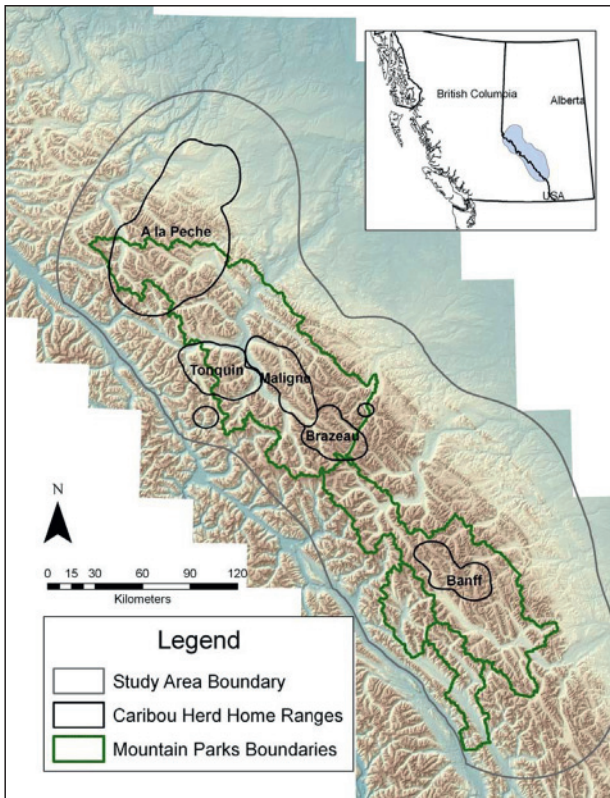 British Columbia
Alberta
USA
A la Peche
Tonquin
Maligne
Brazeau
Banff
N
0 15 30 60 90 120
Kilometers
Legend
Study Area Boundary
Caribou Herd Home Ranges
Mountain Parks Boundaries